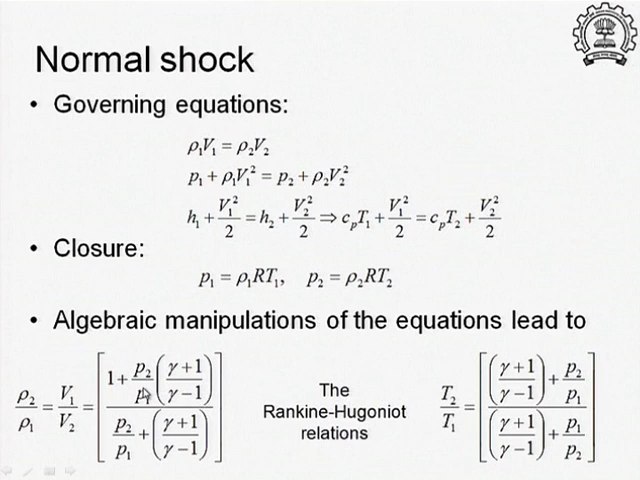 Normal shock
• Governing equations:
ρ₁V₁ = ρ₂V₂
p₁ + ρ₁V₁² = p₂ + ρ₂V₂²
h₁ + V₁²/2 = h₂ + V₂²/2 ⇒ c_pT₁ + V₁²/2 = c_pT₂ + V₂²/2
• Closure:
p₁ = ρ₁RT₁, p₂ = ρ₂RT₂
• Algebraic manipulations of the equations lead to
ρ₂/ρ₁ = V₁/V₂ = [(1 + p₂/p₁((γ+1)/(γ−1)))/(p₂/p₁ + ((γ+1)/(γ−1)))]
The
Rankine-Hugoniot
relations
T₂/T₁ = [(((γ+1)/(γ−1)) + p₂/p₁)/(((γ+1)/(γ−1)) + p₁/p₂)]